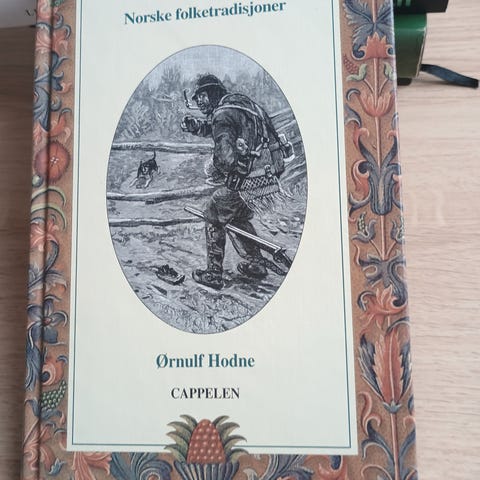 Norske folketradisjoner
Ørnulf Hodne
CAPPELEN